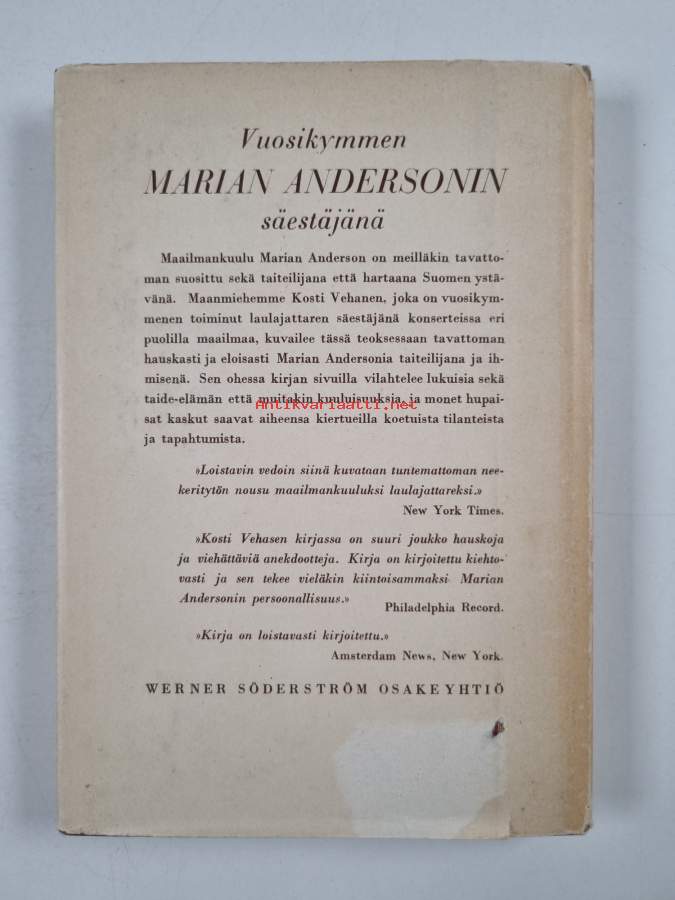 Vuosikymmen
MARIAN ANDERSONIN
säestäjänä
Maailmankuulu Marian Anderson on meilläkin tavatto-
man suosittu sekä taiteilijana että hartaana Suomen ystä-
vänä. Maanmiehemme Kosti Vehanen, joka on vuosikym-
menen toiminut laulajattaren säestäjänä konserteissa eri
puolilla maailmaa, kuvailee tässä teoksessaan tavattoman
hauskasti ja eloisasti Marian Andersonia taiteilijana ja ih-
misenä. Sen ohessa kirjan sivuilla vilahtelee lukuisia sekä
taide-elämän että muitakin kuuluisuuksia, ja monet hupai-
Antikvariaatti.net
sat kaskut saavat aiheensa kiertueilla koetuista tilanteista
ja tapahtumista.
»Loistavin vedoin siinä kuvataan tuntemattoman nee-
keritytön nousu maailmankuuluksi laulajattareksi.»
New York Times.
»Kosti Vehasen kirjassa on suuri joukko hauskoja
ja viehättäviä anekdootteja. Kirja on kirjoitettu kiehto-
vasti ja sen tekee vieläkin kiintoisammaksi Marian
Andersonin persoonallisuus.»
Philadelphia Record.
»Kirja on loistavasti kirjoitettu.»
Amsterdam News, New York.
WERNER SÖDERSTRÖM OSAKEYHTIÖ